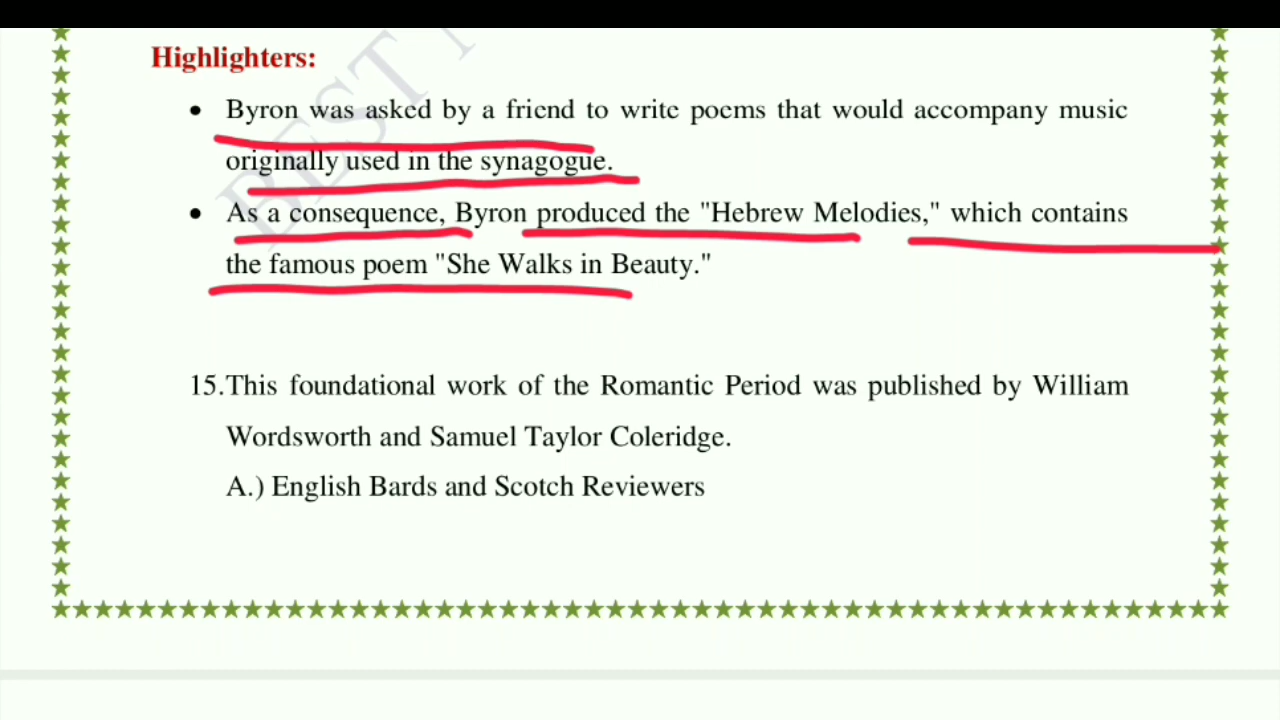 Highlighters:
• Byron was asked by a friend to write poems that would accompany music
originally used in the synagogue.
• As a consequence, Byron produced the "Hebrew Melodies," which contains
the famous poem "She Walks in Beauty."
15.This foundational work of the Romantic Period was published by William
Wordsworth and Samuel Taylor Coleridge.
A.) English Bards and Scotch Reviewers
BEST